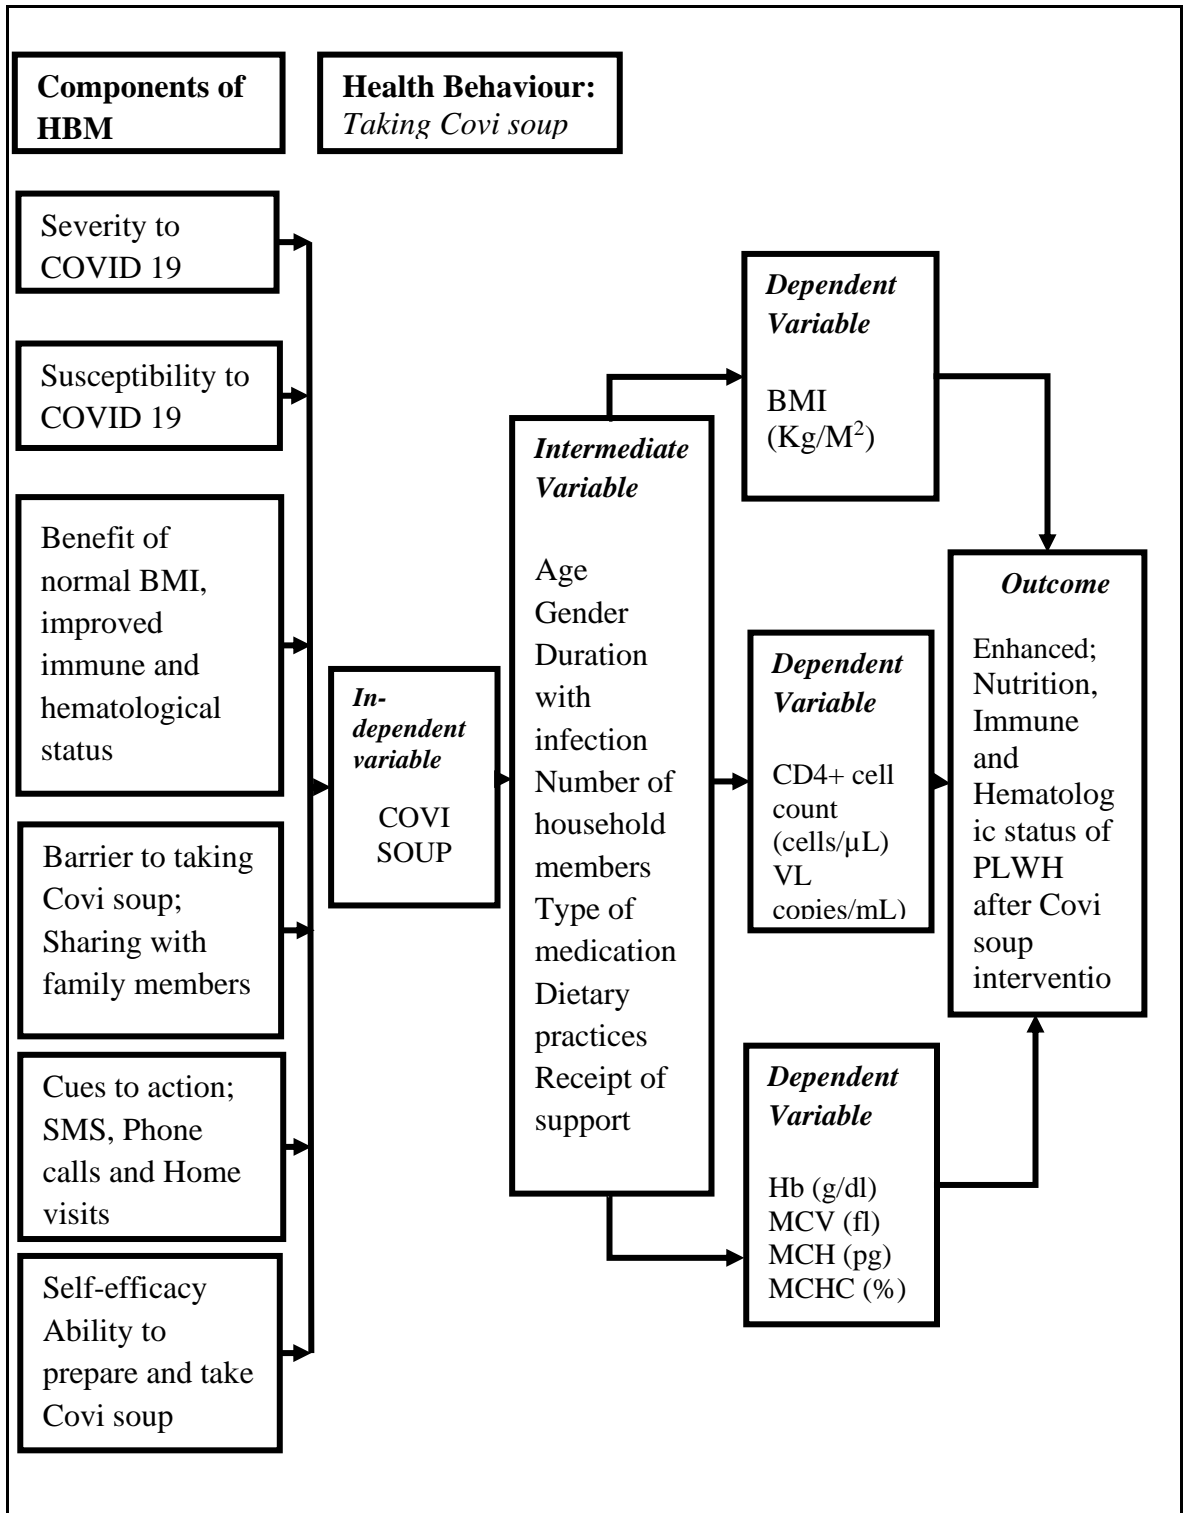 Components of
HBM
Health Behaviour:
Taking Covi soup
Severity to
COVID 19
Susceptibility to
COVID 19
Benefit of
normal BMI,
improved
immune and
hematological
status
Barrier to taking
Covi soup;
Sharing with
family members
Cues to action;
SMS, Phone
calls and Home
visits
Self-efficacy
Ability to
prepare and take
Covi soup
In-
dependent
variable
COVI
SOUP
Intermediate
Variable
Age
Gender
Duration
with
infection
Number of
household
members
Type of
medication
Dietary
practices
Receipt of
support
Dependent
Variable
BMI
(Kg/M²)
Dependent
Variable
CD4+ cell
count
(cells/µL)
VL
copies/mL)
Dependent
Variable
Hb (g/dl)
MCV (fl)
MCH (pg)
MCHC (%)
Outcome
Enhanced;
Nutrition,
Immune
and
Hematolog
ic status of
PLWH
after Covi
soup
interventio